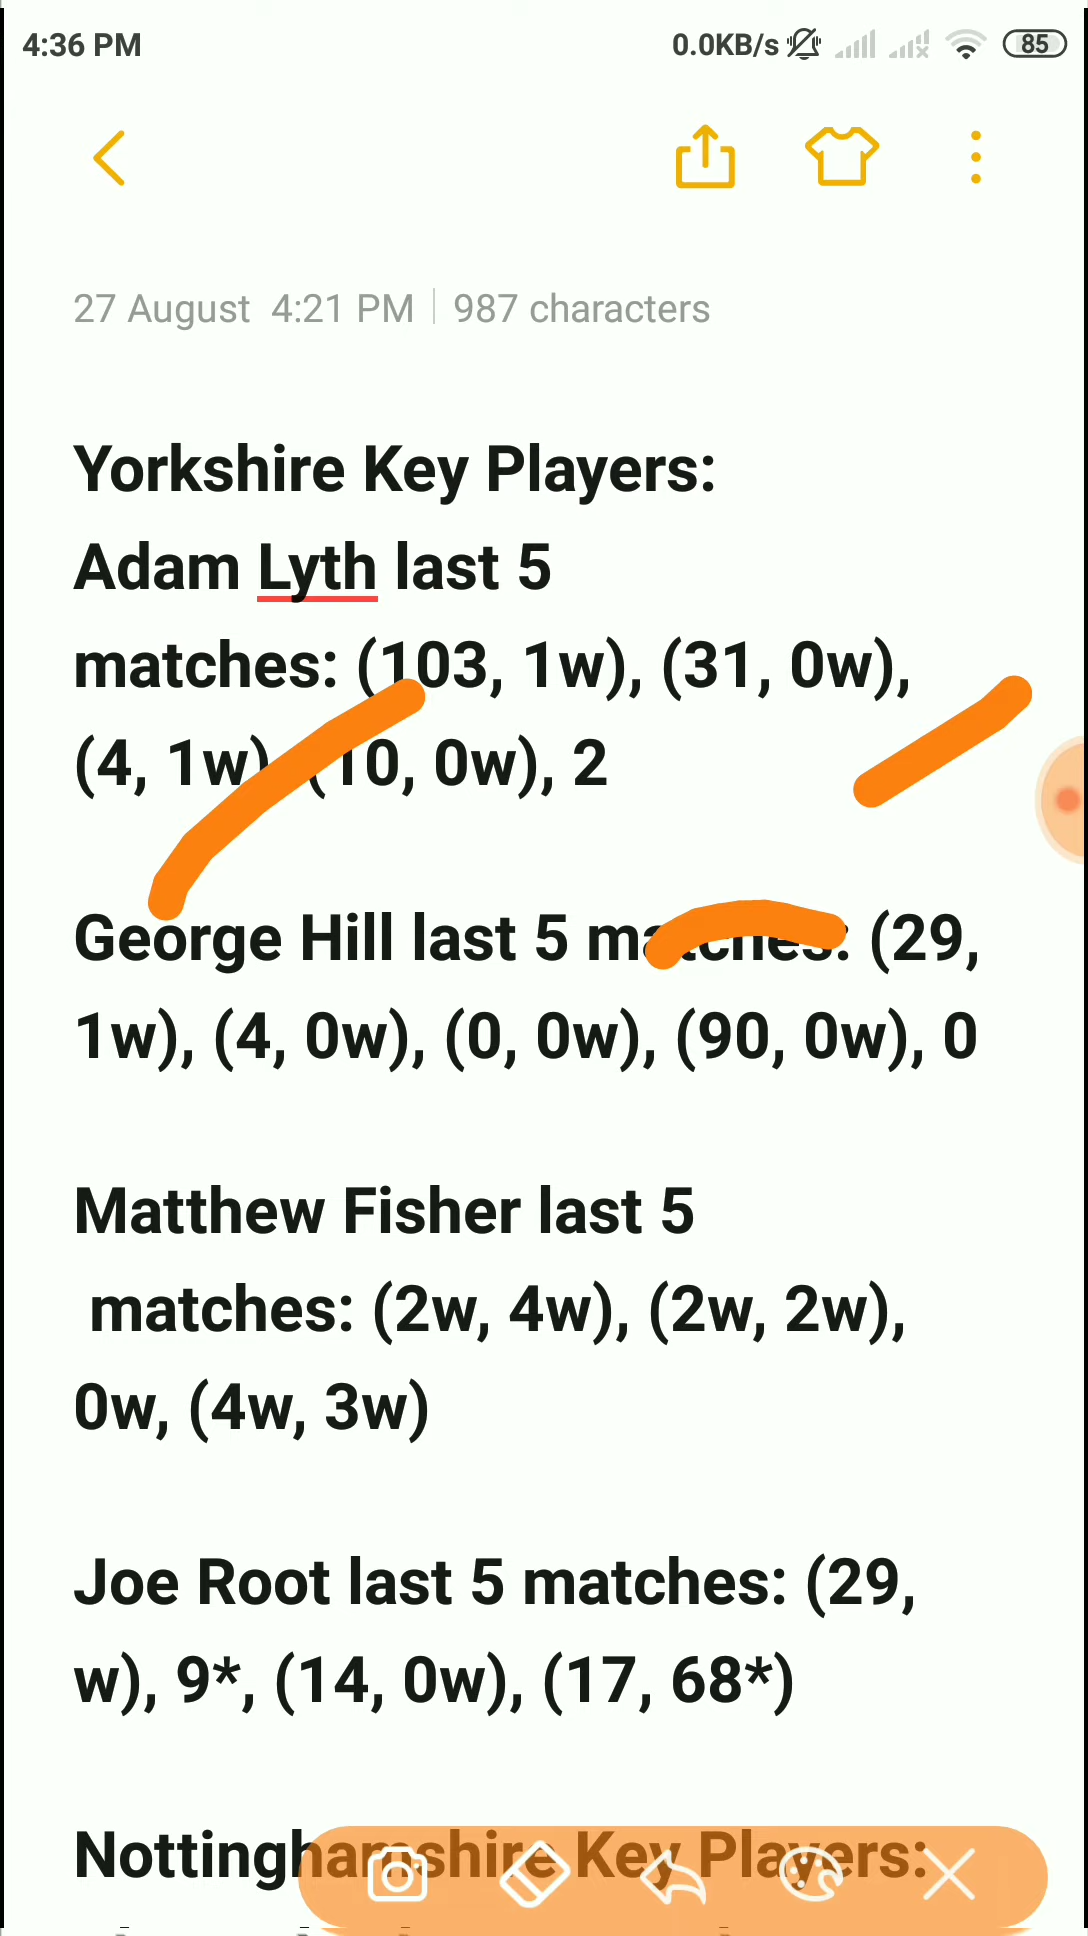 4:36 PM 0.0KB/s 85
27 August 4:21 PM 987 characters
Yorkshire Key Players:
Adam Lyth last 5
matches: (103, 1w), (31, 0w),
(4, 1w), (10, 0w), 2
George Hill last 5 matches: (29,
1w), (4, 0w), (0, 0w), (90, 0w), 0
Matthew Fisher last 5
matches: (2w, 4w), (2w, 2w),
0w, (4w, 3w)
Joe Root last 5 matches: (29,
w), 9*, (14, 0w), (17, 68*)
Nottinghamshire Key Players: